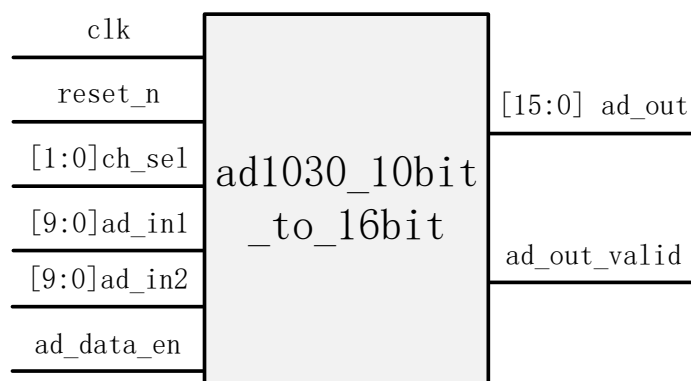 clk
reset_n
[1:0]ch_sel
[9:0]ad_in1
[9:0]ad_in2
ad_data_en
ad1030_10bit
_to_16bit
[15:0] ad_out
ad_out_valid